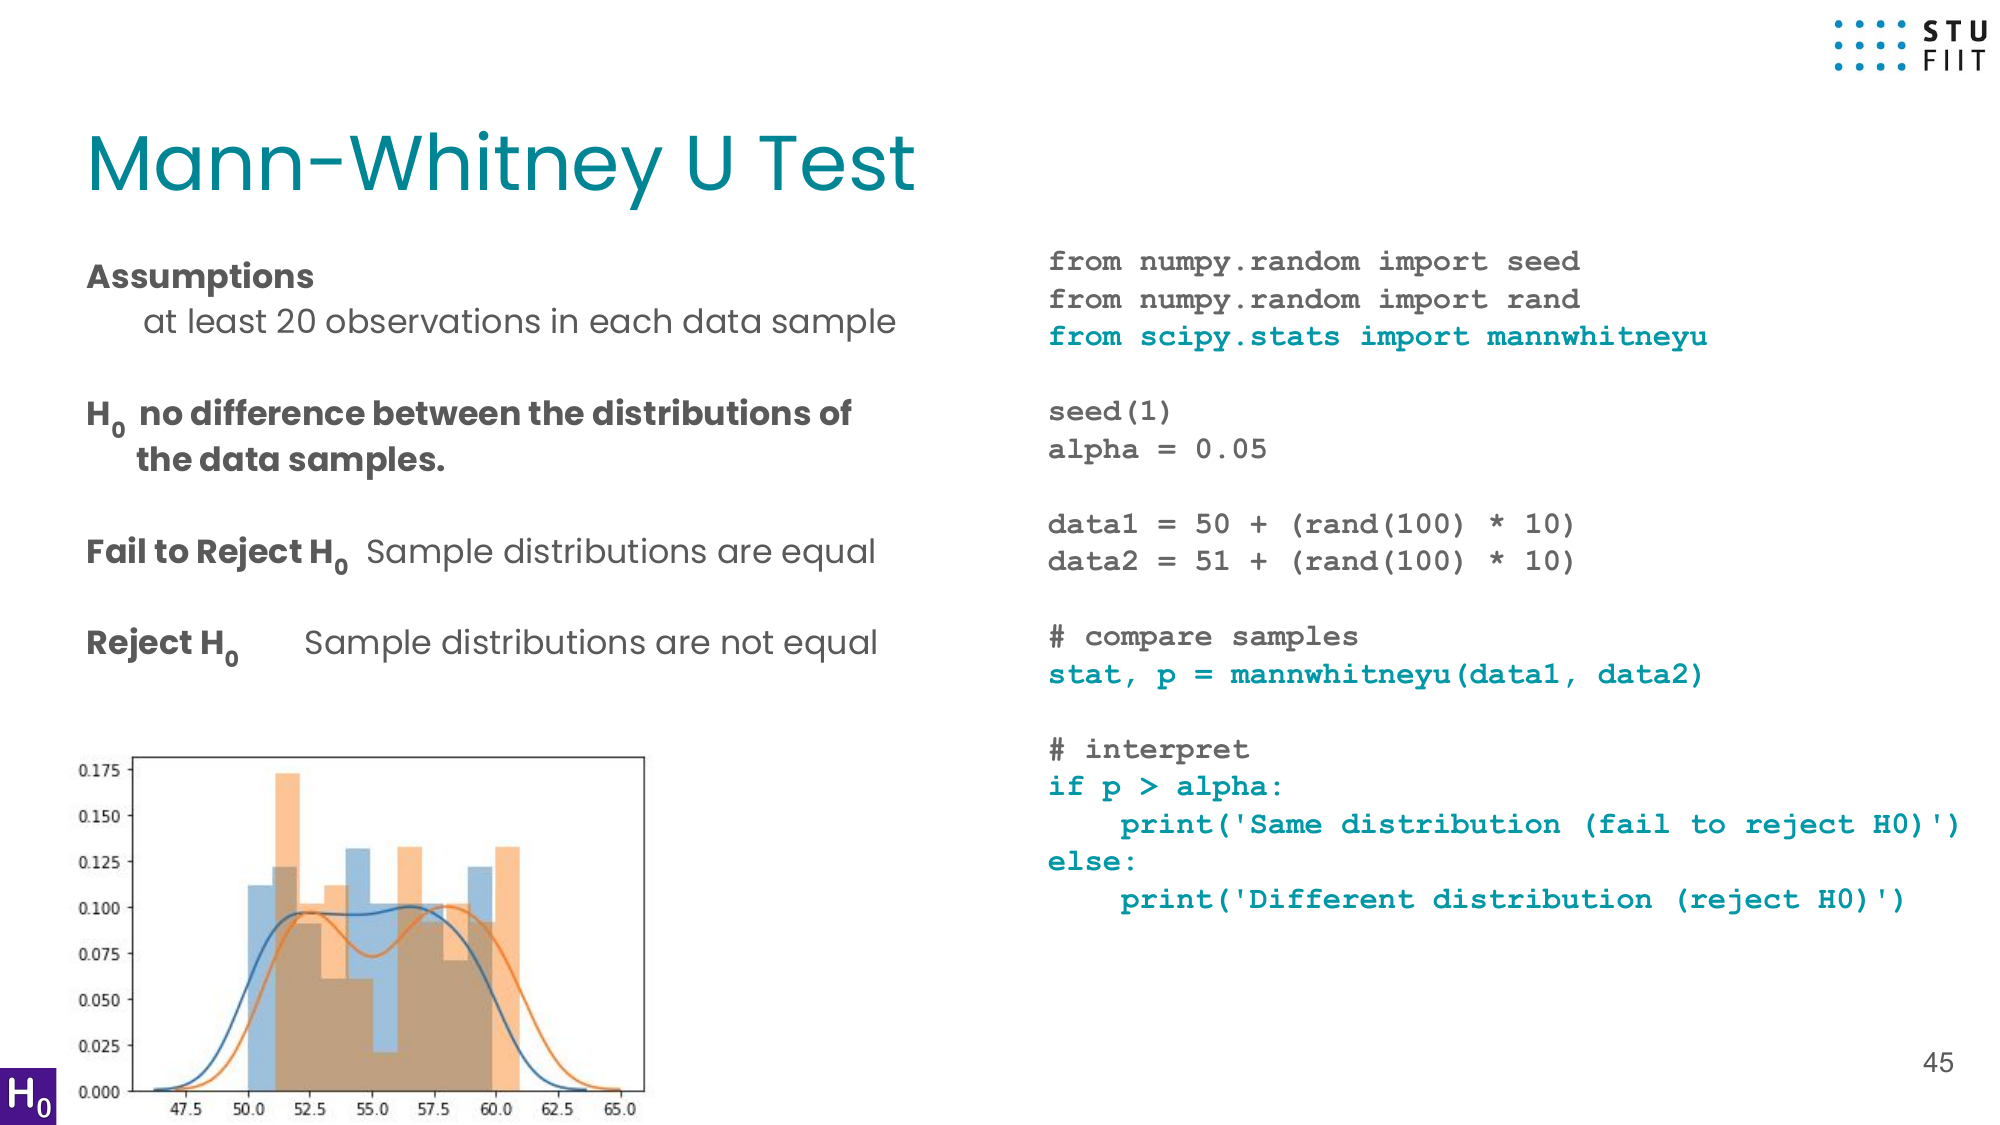 STU
FIIT
Mann-Whitney U Test
Assumptions
at least 20 observations in each data sample
H0 no difference between the distributions of
the data samples.
Fail to Reject H0 Sample distributions are equal
Reject H0 Sample distributions are not equal
from numpy.random import seed
from numpy.random import rand
from scipy.stats import mannwhitneyu
seed(1)
alpha = 0.05
data1 = 50 + (rand(100) * 10)
data2 = 51 + (rand(100) * 10)
# compare samples
stat, p = mannwhitneyu(data1, data2)
# interpret
if p > alpha:
    print('Same distribution (fail to reject H0)')
else:
    print('Different distribution (reject H0)')
0.175
0.150
0.125
0.100
0.075
0.050
0.025
0.000
47.5 50.0 52.5 55.0 57.5 60.0 62.5 65.0
H0
45